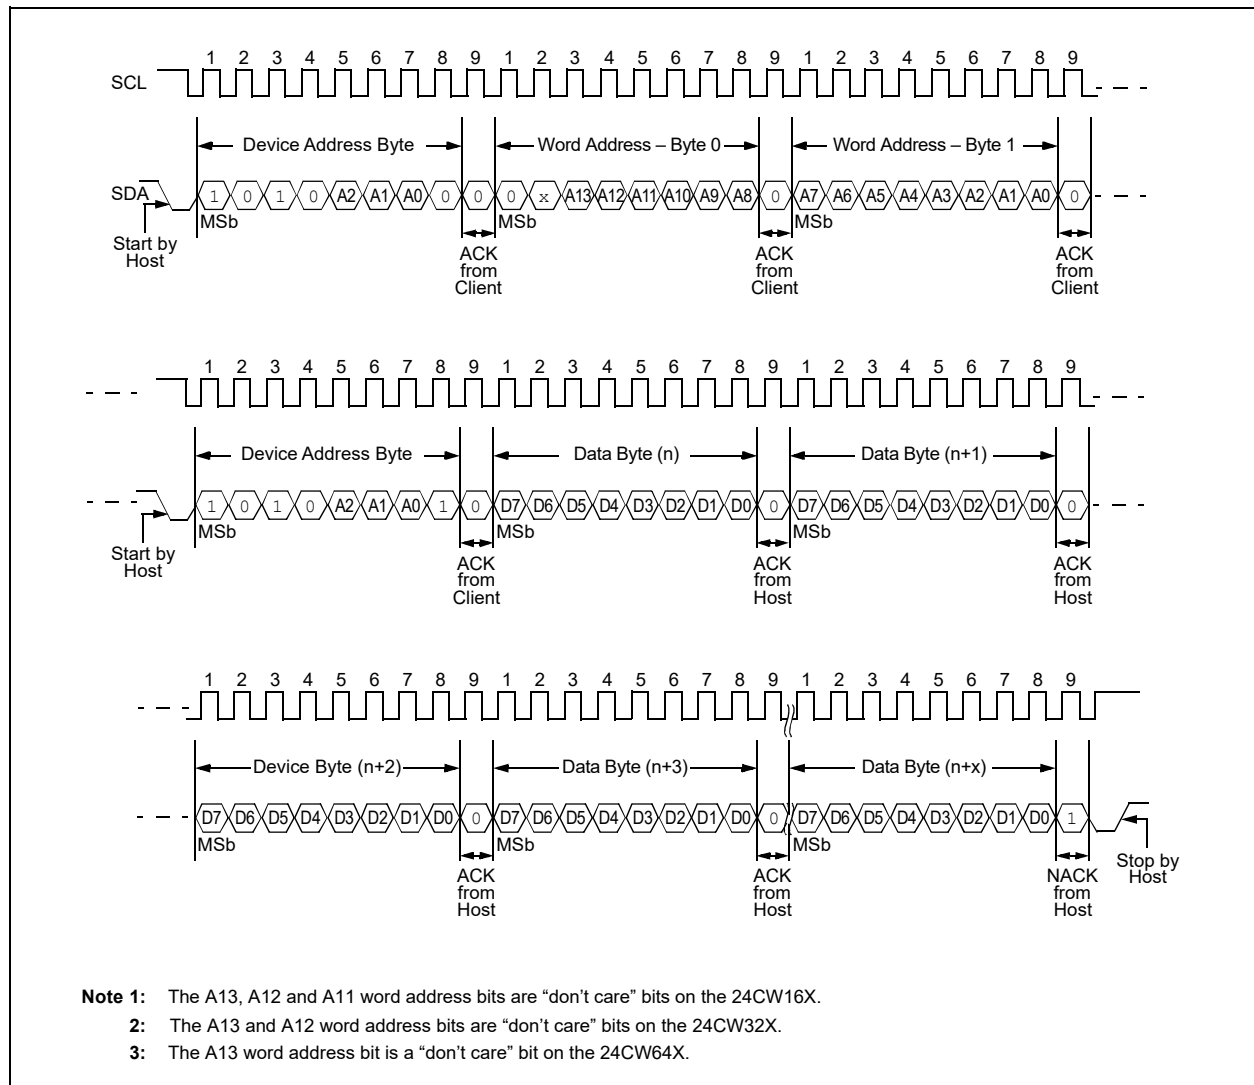 1 2 3 4 5 6 7 8 9 1 2 3 4 5 6 7 8 9 1 2 3 4 5 6 7 8 9
SCL
Device Address Byte Word Address – Byte 0 Word Address – Byte 1
SDA 1 0 1 0 A2 A1 A0 0 0 0 x A13 A12 A11 A10 A9 A8 0 A7 A6 A5 A4 A3 A2 A1 A0 0
MSb MSb MSb
Start by Host
ACK from Client
ACK from Client
ACK from Client
1 2 3 4 5 6 7 8 9 1 2 3 4 5 6 7 8 9 1 2 3 4 5 6 7 8 9
Device Address Byte Data Byte (n) Data Byte (n+1)
1 0 1 0 A2 A1 A0 1 0 D7 D6 D5 D4 D3 D2 D1 D0 0 D7 D6 D5 D4 D3 D2 D1 D0 0
MSb MSb MSb
Start by Host
ACK from Client
ACK from Host
ACK from Host
1 2 3 4 5 6 7 8 9 1 2 3 4 5 6 7 8 9 1 2 3 4 5 6 7 8 9
Device Byte (n+2) Data Byte (n+3) Data Byte (n+x)
D7 D6 D5 D4 D3 D2 D1 D0 0 D7 D6 D5 D4 D3 D2 D1 D0 0 D7 D6 D5 D4 D3 D2 D1 D0 1
MSb MSb MSb
ACK from Host
ACK from Host
NACK from Host
Stop by Host
Note 1: The A13, A12 and A11 word address bits are “don’t care” bits on the 24CW16X.
2: The A13 and A12 word address bits are “don’t care” bits on the 24CW32X.
3: The A13 word address bit is a “don’t care” bit on the 24CW64X.